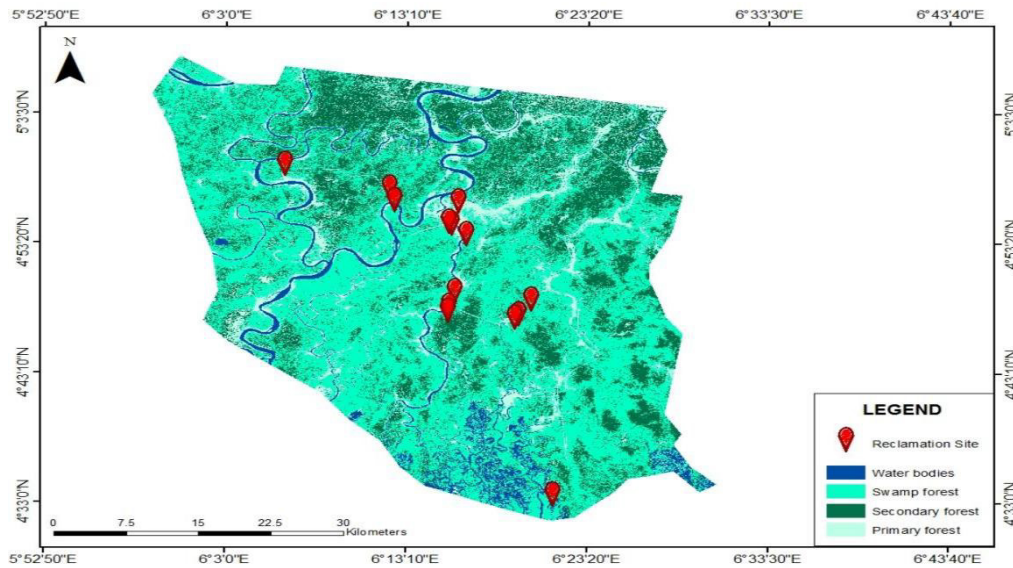 5°52'50"E 6°3'0"E 6°13'10"E 6°23'20"E 6°33'30"E 6°43'40"E
N
5°3'30"N 5°3'30"N
4°53'20"N 4°53'20"N
4°43'10"N 4°43'10"N
LEGEND
Reclamation Site
Water bodies
Swamp forest
Secondary forest
Primary forest
4°33'0"N 4°33'0"N
0 7.5 15 22.5 30
Kilometers
5°52'50"E 6°3'0"E 6°13'10"E 6°23'20"E 6°33'30"E 6°43'40"E